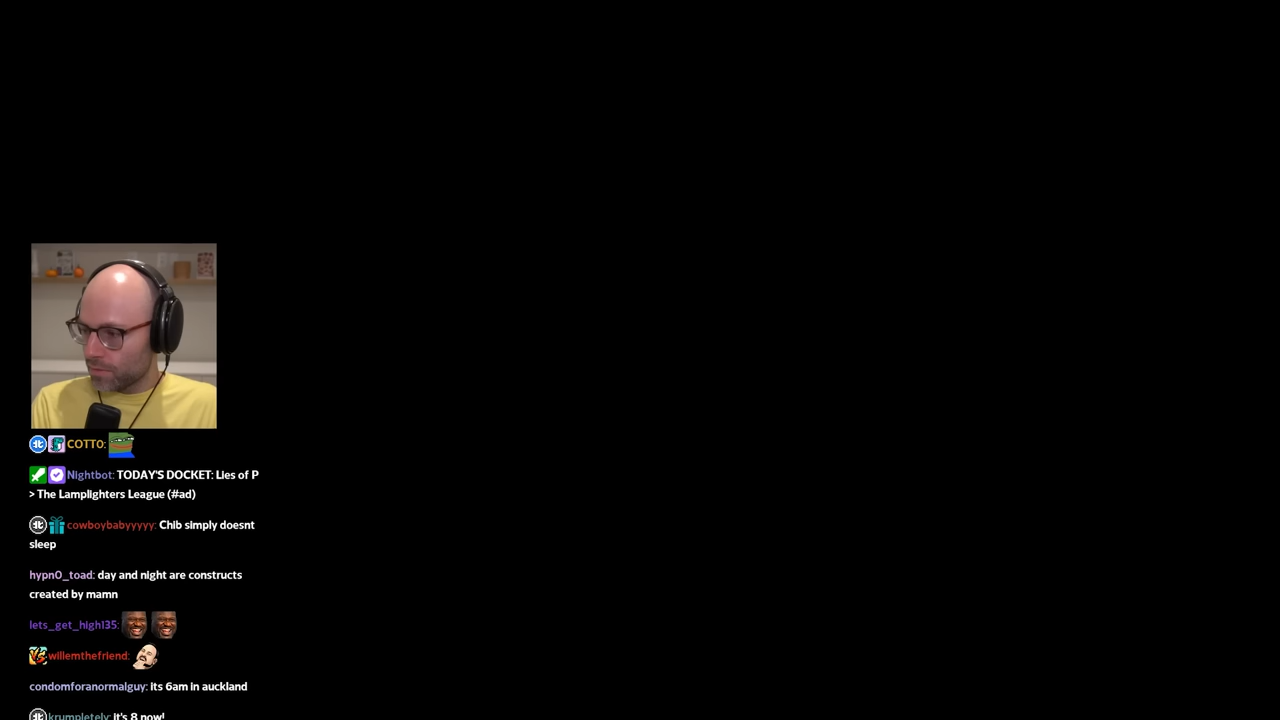 COTTO:
Nightbot: TODAY'S DOCKET: Lies of P
> The Lamplighters League (#ad)
cowboybabyyyyy: Chib simply doesnt
sleep
hypn0_toad: day and night are constructs
created by mamn
lets_get_high135:
willemthefriend:
condomforanormalguy: its 6am in auckland
krumpletely: it's 8 now!